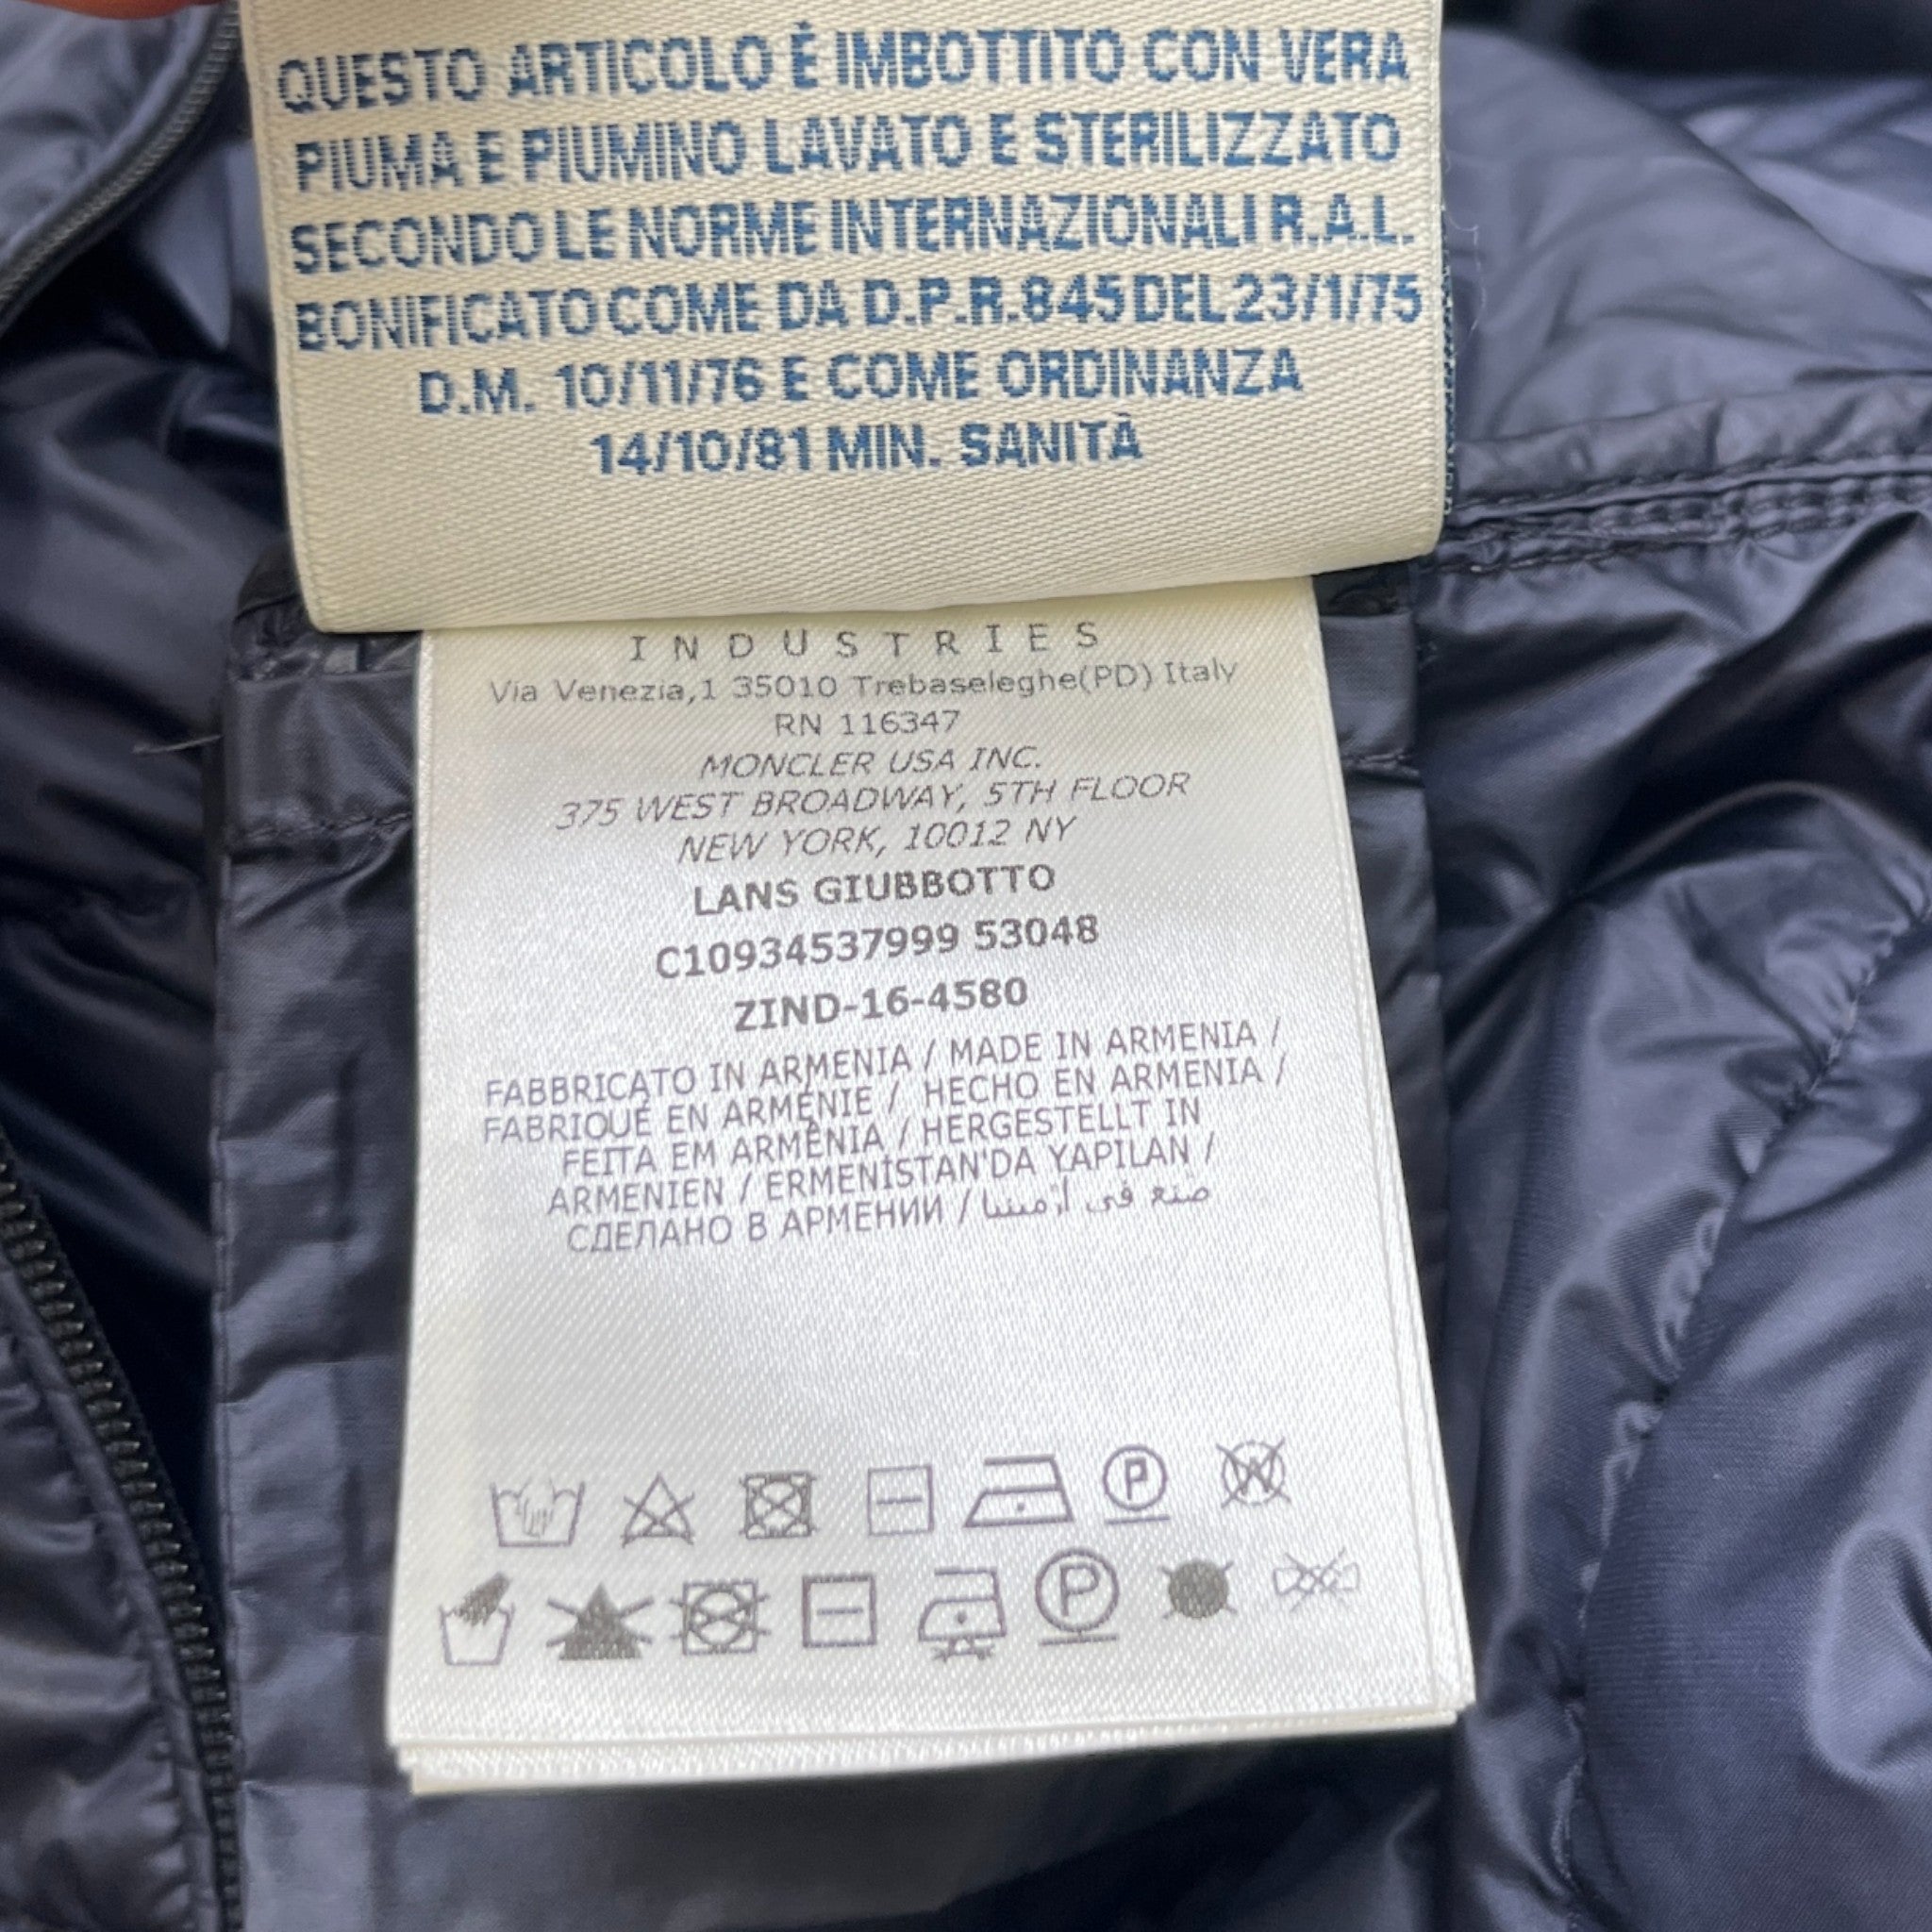 QUESTO ARTICOLO È IMBOTTITO CON VERA
PIUMA E PIUMINO LAVATO E STERILIZZATO
SECONDO LE NORME INTERNAZIONALI R.A.L.
BONIFICATO COME DA D.P.R.845 DEL 23/1/75
D.M. 10/11/76 E COME ORDINANZA
14/10/81 MIN. SANITÀ
INDUSTRIES
Via Venezia,1 35010 Trebaseleghe(PD) Italy
RN 116347
MONCLER USA INC.
375 WEST BROADWAY, 5TH FLOOR
NEW YORK, 10012 NY
LANS GIUBBOTTO
C10934537999 53048
ZIND-16-4580
FABBRICATO IN ARMENIA / MADE IN ARMENIA /
FABRIQUÉ EN ARMÉNIE / HECHO EN ARMENIA /
FEITA EM ARMÊNIA / HERGESTELLT IN
ARMENIEN / ERMENİSTAN'DA YAPILAN /
СДЕЛАНО В АРМЕНИИ / صنع في أرمينيا
P W
P